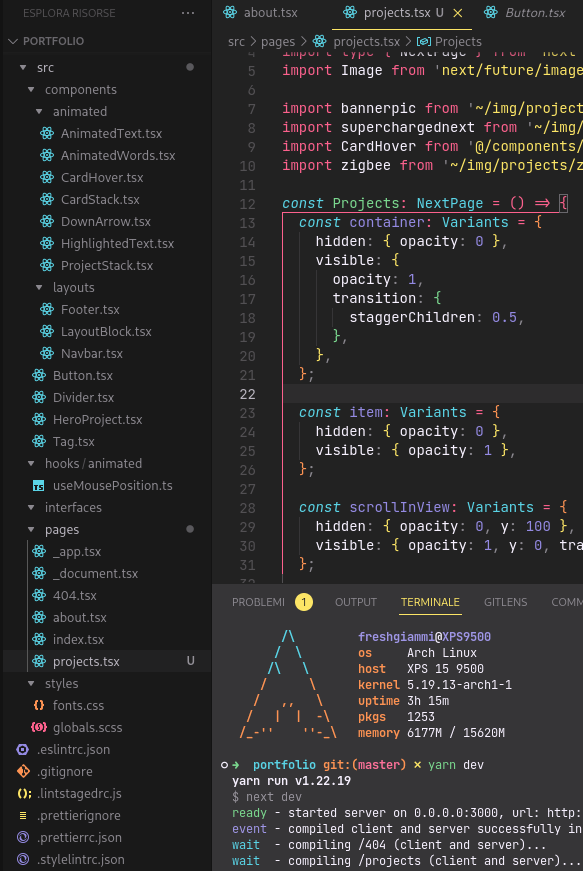 ESPLORA RISORSE ···
PORTFOLIO
src
components
animated
AnimatedText.tsx
AnimatedWords.tsx
CardHover.tsx
CardStack.tsx
DownArrow.tsx
HighlightedText.tsx
ProjectStack.tsx
layouts
Footer.tsx
LayoutBlock.tsx
Navbar.tsx
Button.tsx
Divider.tsx
HeroProject.tsx
Tag.tsx
hooks / animated
TS useMousePosition.ts
interfaces
pages
_app.tsx
_document.tsx
404.tsx
about.tsx
index.tsx
projects.tsx U
styles
fonts.css
globals.scss
.eslintrc.json
.gitignore
.lintstagedrc.js
.prettierignore
.prettierrc.json
.stylelintrc.json
about.tsx projects.tsx U × Button.tsx
src > pages > projects.tsx > Projects
4 import type { NextPage } from 'next
5 import Image from 'next/future/image
6
7 import bannerpic from '~/img/project
8 import superchargednext from '~/img/
9 import CardHover from '@/components/
10 import zigbee from '~/img/projects/z
11
12 const Projects: NextPage = () => {
13 const container: Variants = {
14 hidden: { opacity: 0 },
15 visible: {
16 opacity: 1,
17 transition: {
18 staggerChildren: 0.5,
19 },
20 },
21 };
22
23 const item: Variants = {
24 hidden: { opacity: 0 },
25 visible: { opacity: 1 },
26 };
27
28 const scrollInView: Variants = {
29 hidden: { opacity: 0, y: 100 },
30 visible: { opacity: 1, y: 0, tra
31 };
32
PROBLEMI 1 OUTPUT TERMINALE GITLENS COMM
freshgiammi@XPS9500
os Arch Linux
host XPS 15 9500
kernel 5.19.13-arch1-1
uptime 3h 15m
pkgs 1253
memory 6177M / 15620M
➜ portfolio git:(master) × yarn dev
yarn run v1.22.19
$ next dev
ready - started server on 0.0.0.0:3000, url: http:
event - compiled client and server successfully in
wait - compiling /404 (client and server)...
wait - compiling /projects (client and server)...